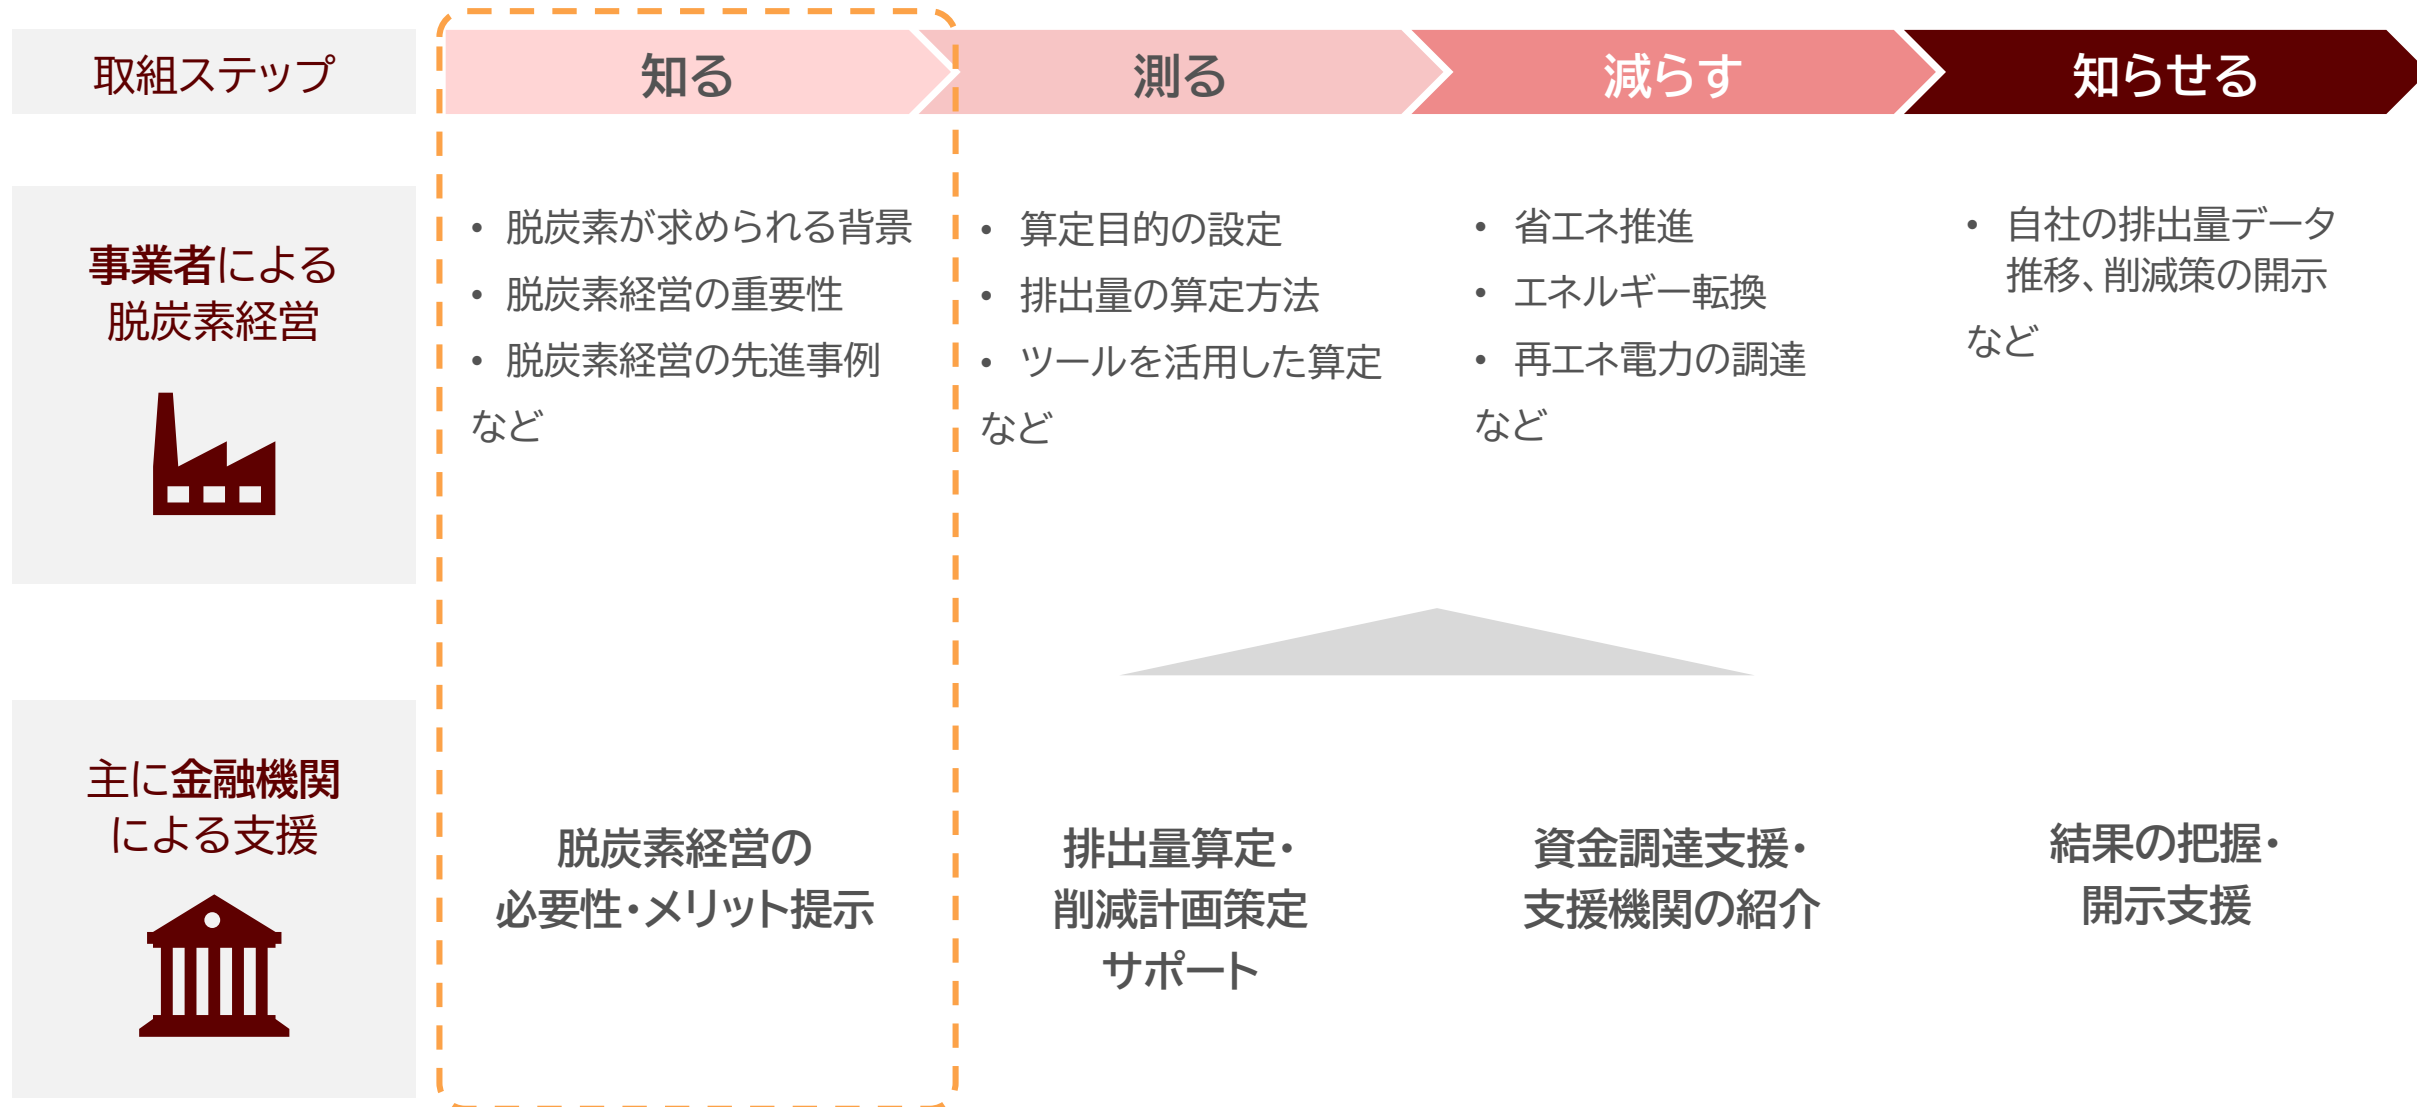 取組ステップ
知る
測る
減らす
知らせる
事業者による
脱炭素経営
• 脱炭素が求められる背景
• 脱炭素経営の重要性
• 脱炭素経営の先進事例
など
• 算定目的の設定
• 排出量の算定方法
• ツールを活用した算定
など
• 省エネ推進
• エネルギー転換
• 再エネ電力の調達
など
• 自社の排出量データ
推移、削減策の開示
など
主に金融機関
による支援
脱炭素経営の
必要性・メリット提示
排出量算定・
削減計画策定
サポート
資金調達支援・
支援機関の紹介
結果の把握・
開示支援